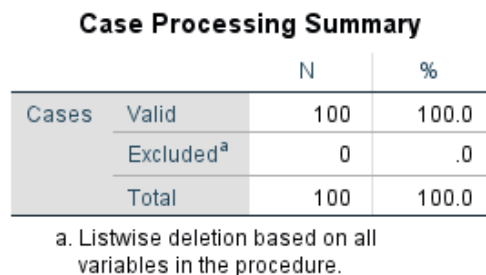 Case Processing Summary
N %
Cases Valid 100 100.0
Excludedᵃ 0 .0
Total 100 100.0
a. Listwise deletion based on all
variables in the procedure.